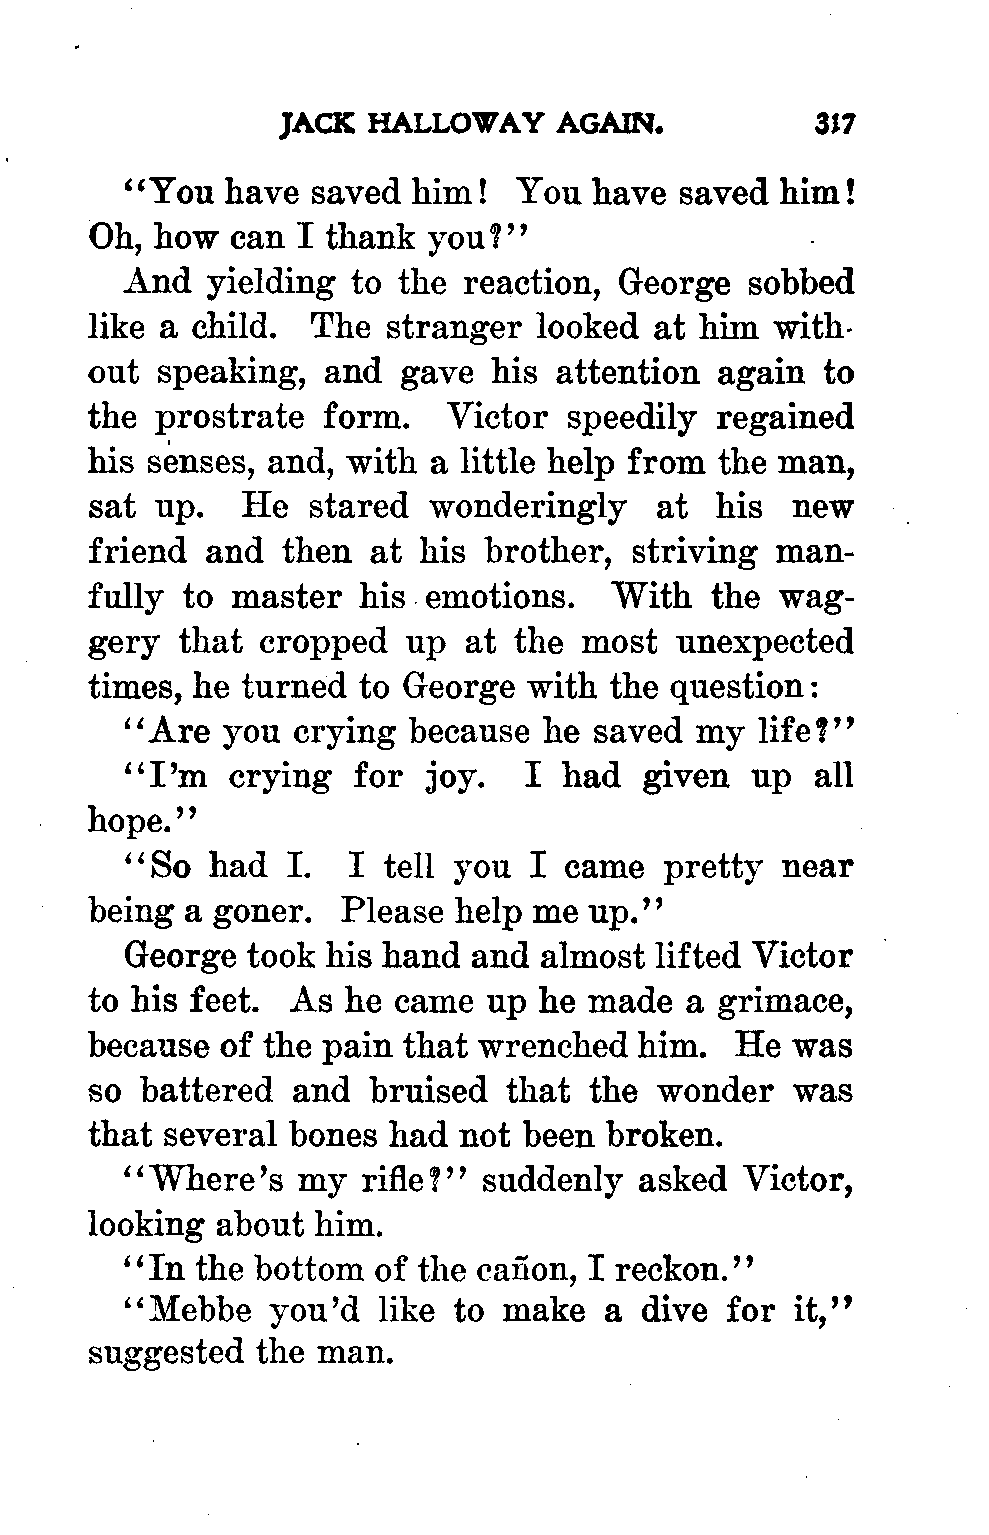 JACK HALLOWAY AGAIN. 317
"You have saved him! You have saved him!
Oh, how can I thank you?"
And yielding to the reaction, George sobbed
like a child. The stranger looked at him with-
out speaking, and gave his attention again to
the prostrate form. Victor speedily regained
his senses, and, with a little help from the man,
sat up. He stared wonderingly at his new
friend and then at his brother, striving man-
fully to master his emotions. With the wag-
gery that cropped up at the most unexpected
times, he turned to George with the question:
"Are you crying because he saved my life?"
"I'm crying for joy. I had given up all
hope."
"So had I. I tell you I came pretty near
being a goner. Please help me up."
George took his hand and almost lifted Victor
to his feet. As he came up he made a grimace,
because of the pain that wrenched him. He was
so battered and bruised that the wonder was
that several bones had not been broken.
"Where's my rifle?" suddenly asked Victor,
looking about him.
"In the bottom of the cañon, I reckon."
"Mebbe you'd like to make a dive for it,"
suggested the man.